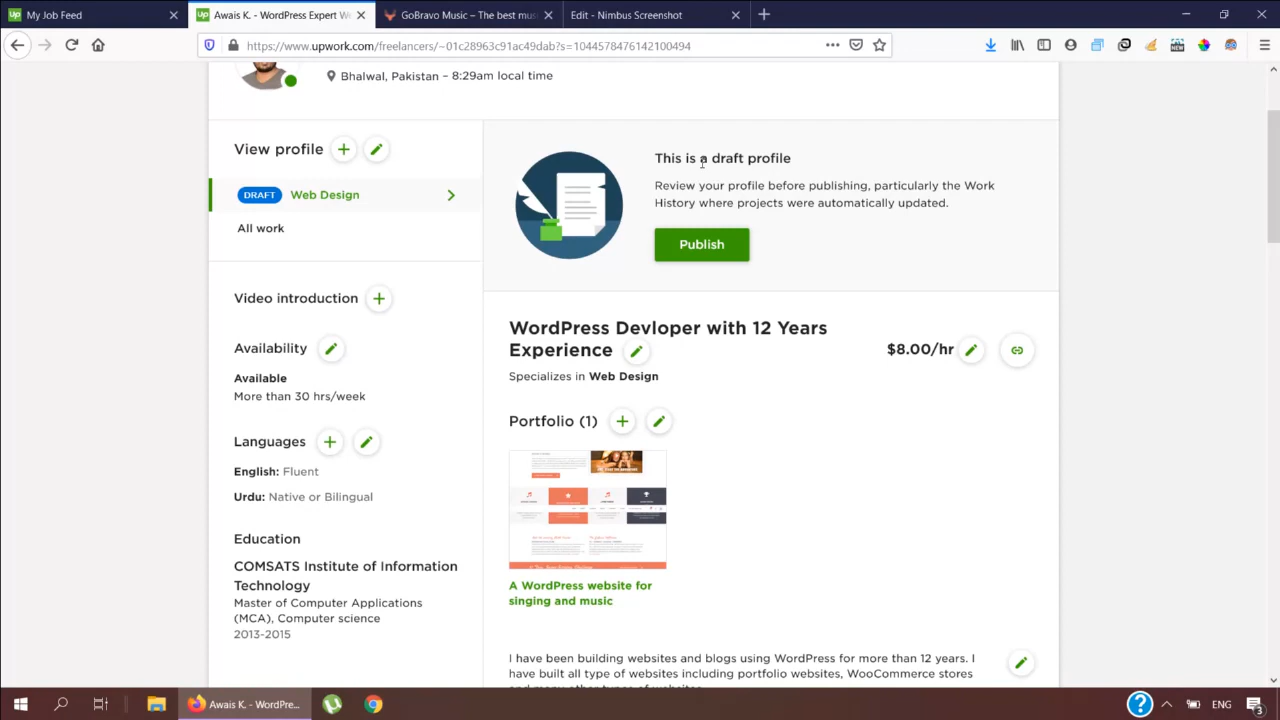 My Job Feed
Awais K. - WordPress Expert W
GoBravo Music - The best mus
Edit - Nimbus Screenshot
https://www.upwork.com/freelancers/~01c28963c91ac49dab?s=1044578476142100494
Bhalwal, Pakistan – 8:29am local time
View profile
DRAFT Web Design
All work
This is a draft profile
Review your profile before publishing, particularly the Work
History where projects were automatically updated.
Publish
Video introduction
Availability
Available
More than 30 hrs/week
Languages
English: Fluent
Urdu: Native or Bilingual
Education
COMSATS Institute of Information
Technology
Master of Computer Applications
(MCA), Computer science
2013-2015
WordPress Devloper with 12 Years
Experience
$8.00/hr
Specializes in Web Design
Portfolio (1)
A WordPress website for
singing and music
I have been building websites and blogs using WordPress for more than 12 years. I
have built all type of websites including portfolio websites, WooCommerce stores
Awais K. - WordPre...
ENG